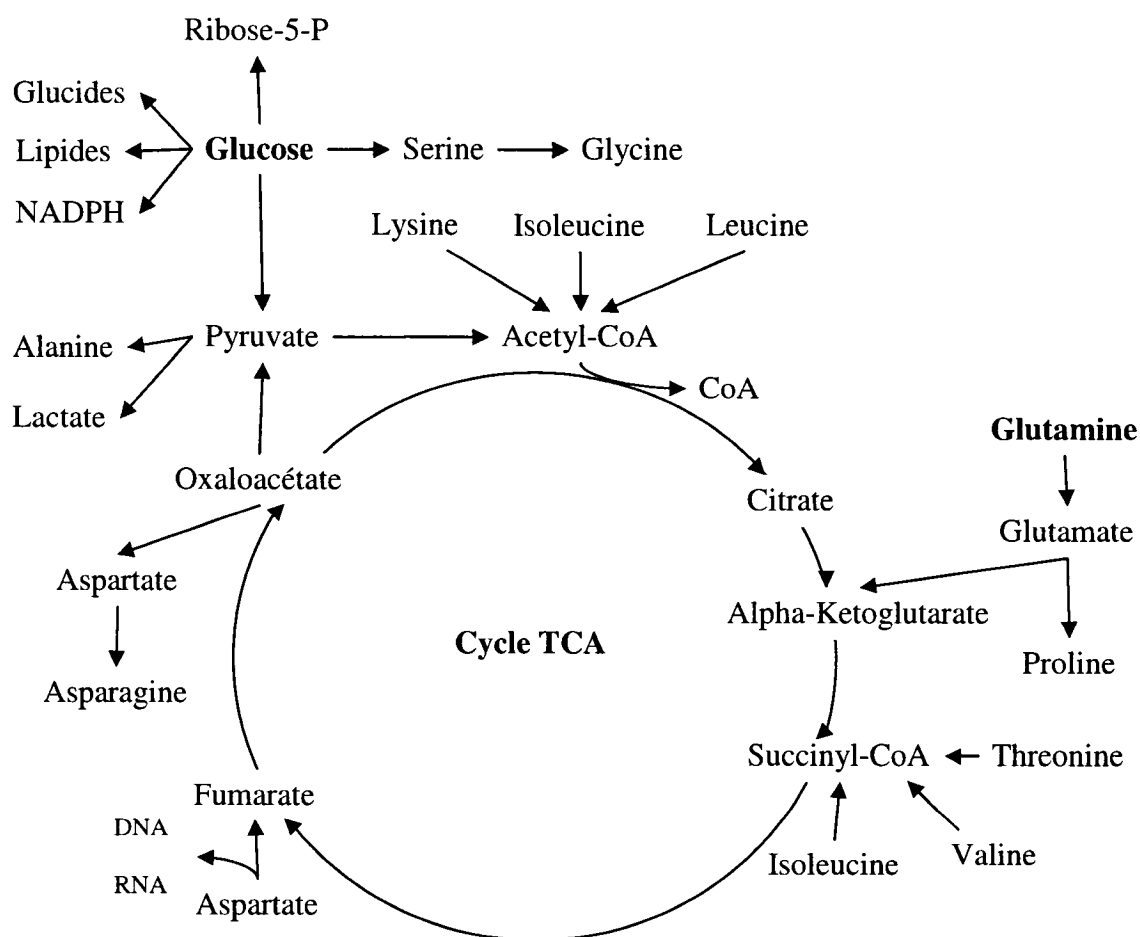 Ribose-5-P
Glucides
Lipides
Glucose
Serine
Glycine
NADPH
Lysine
Isoleucine
Leucine
Alanine
Pyruvate
Acetyl-CoA
CoA
Lactate
Glutamine
Oxaloacétate
Citrate
Glutamate
Aspartate
Alpha-Ketoglutarate
Cycle TCA
Proline
Asparagine
Succinyl-CoA
Threonine
Fumarate
DNA
Isoleucine
Valine
RNA
Aspartate